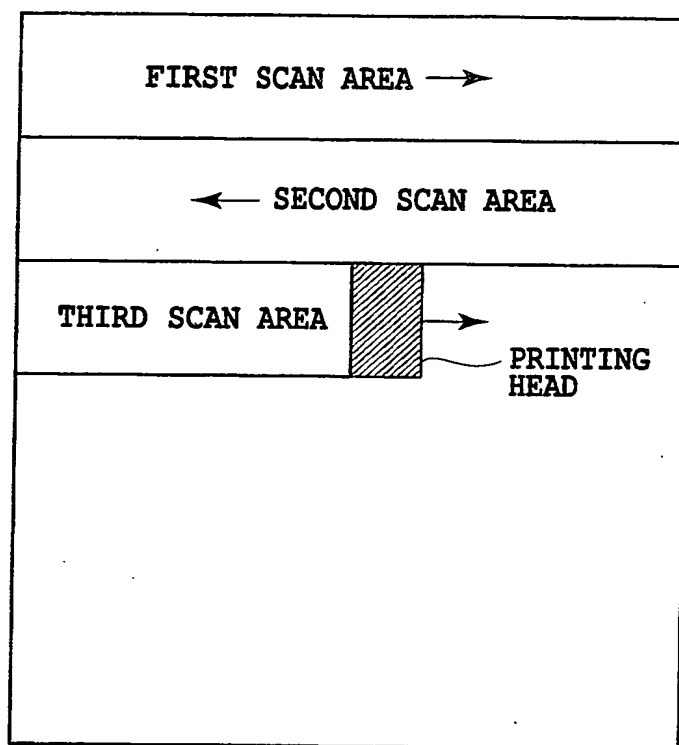 FIRST SCAN AREA
SECOND SCAN AREA
THIRD SCAN AREA
PRINTING
HEAD